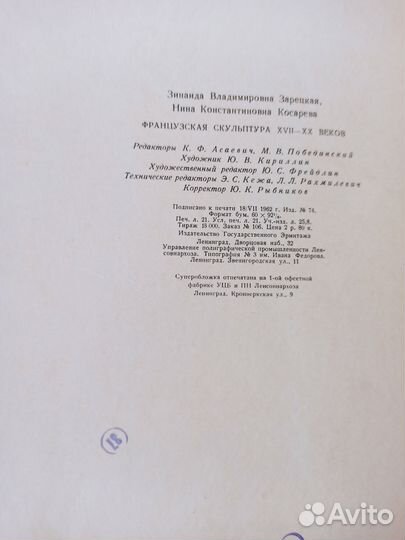 Зинаида Владимировна Зарецкая,
Нина Константиновна Косарева
ФРАНЦУЗСКАЯ СКУЛЬПТУРА XVII—XX ВЕКОВ
Редакторы К. Ф. Асаевич, М. В. Побединский
Художник Ю. В. Кириллин
Художественный редактор Ю. С. Фрейдлин
Технические редакторы Э. С. Кежа, Л. Л. Рахмилевич
Корректор Ю. К. Рыбников
Подписано к печати 18/VII 1962 г. Изд. № 74.
Формат бум. 60 × 92¹/₈.
Печ. л. 21. Усл. печ. л. 21. Уч.-изд. л. 25,8.
Тираж 15 000. Заказ № 106. Цена 2 р. 80 к.
Издательство Государственного Эрмитажа
Ленинград, Дворцовая наб., 32
Управление полиграфической промышленности Лен-
совнархоза. Типография № 3 им. Ивана Федорова.
Ленинград, Звенигородская ул., 11
Суперобложка отпечатана на 1-ой офсетной
фабрике УЦБ и ПП Ленсовнархоза
Ленинград, Кронверкская ул., 9
37
Avito